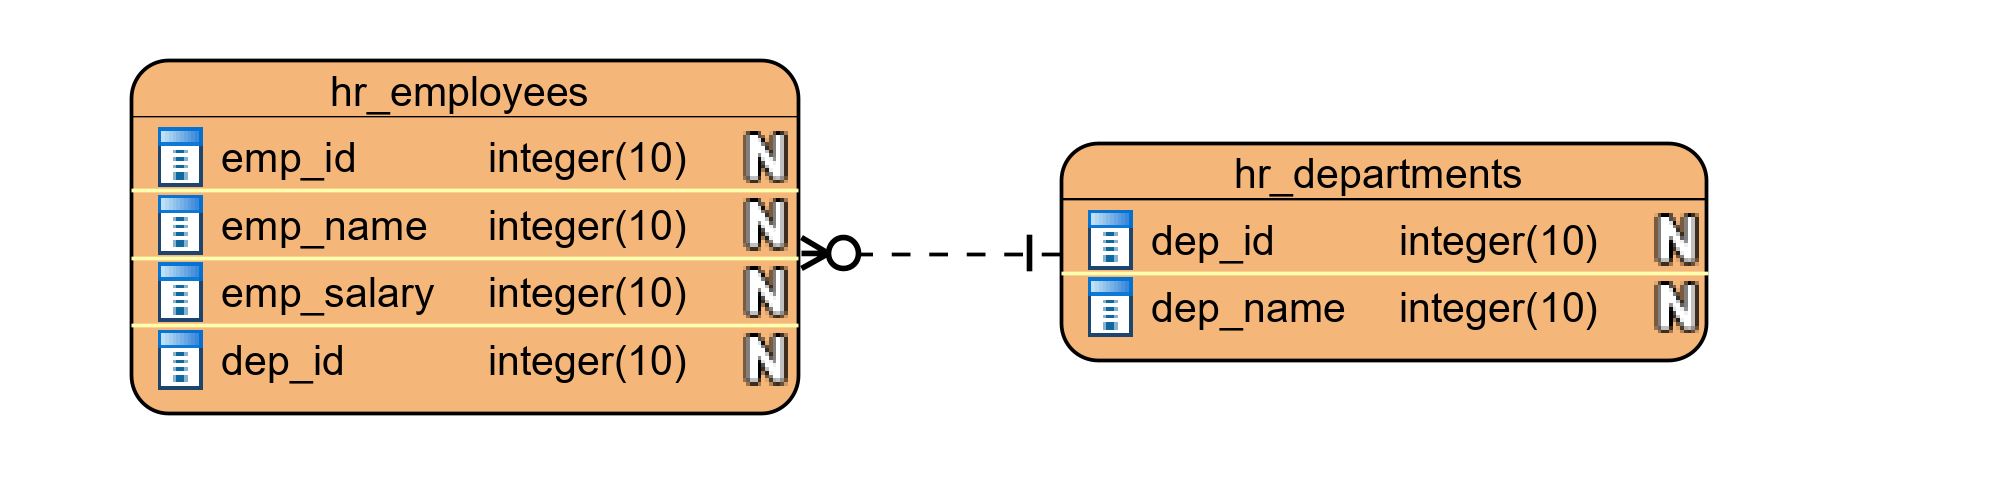 hr_employees
emp_id integer(10) N
emp_name integer(10) N
emp_salary integer(10) N
dep_id integer(10) N
hr_departments
dep_id integer(10) N
dep_name integer(10) N